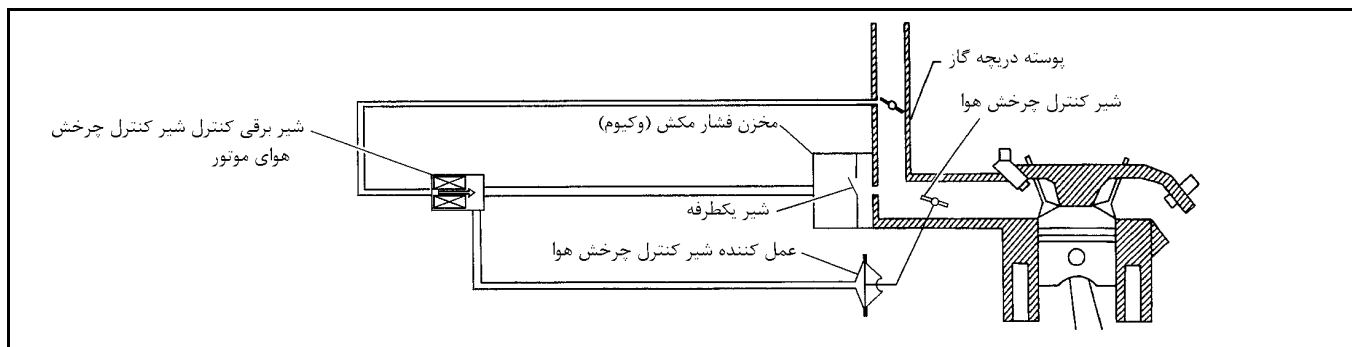 پوسته دریچه گاز
شیر کنترل چرخش هوا
مخزن فشار مکش (وکیوم)
شیر برقی کنترل شیر کنترل چرخش
هوای موتور
شیر یکطرفه
عمل کننده شیر کنترل چرخش هوا